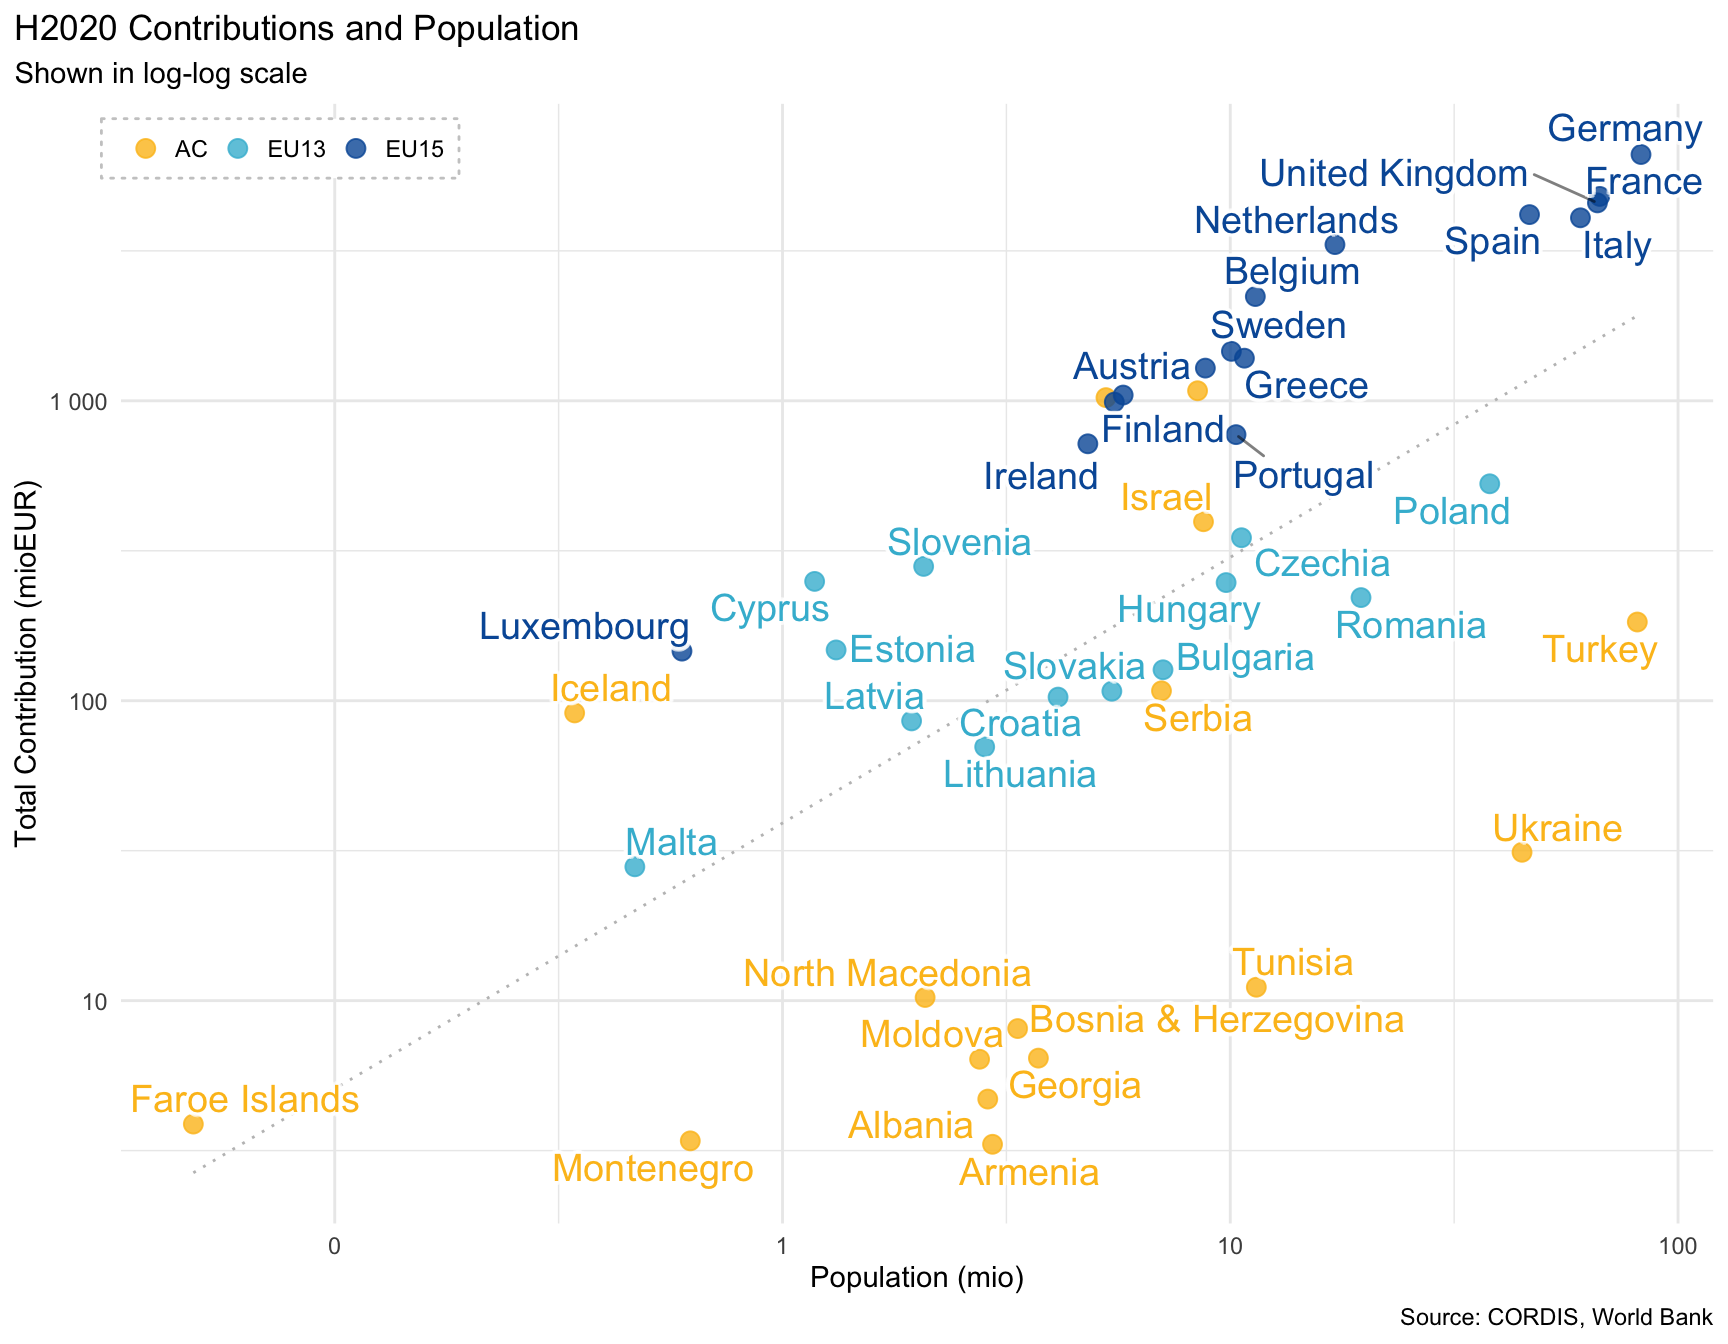 H2020 Contributions and Population
Shown in log-log scale
AC EU13 EU15
Germany
United Kingdom
France
Netherlands
Spain
Italy
Belgium
Sweden
Austria
Greece
Finland
Portugal
Ireland
Israel
Poland
Slovenia
Czechia
Cyprus
Hungary
Romania
Luxembourg
Turkey
Estonia
Slovakia
Bulgaria
Iceland
Latvia
Croatia
Serbia
Lithuania
Malta
Ukraine
North Macedonia
Tunisia
Moldova
Bosnia & Herzegovina
Georgia
Faroe Islands
Albania
Montenegro
Armenia
1 000
100
10
Total Contribution (mioEUR)
0 1 10 100
Population (mio)
Source: CORDIS, World Bank